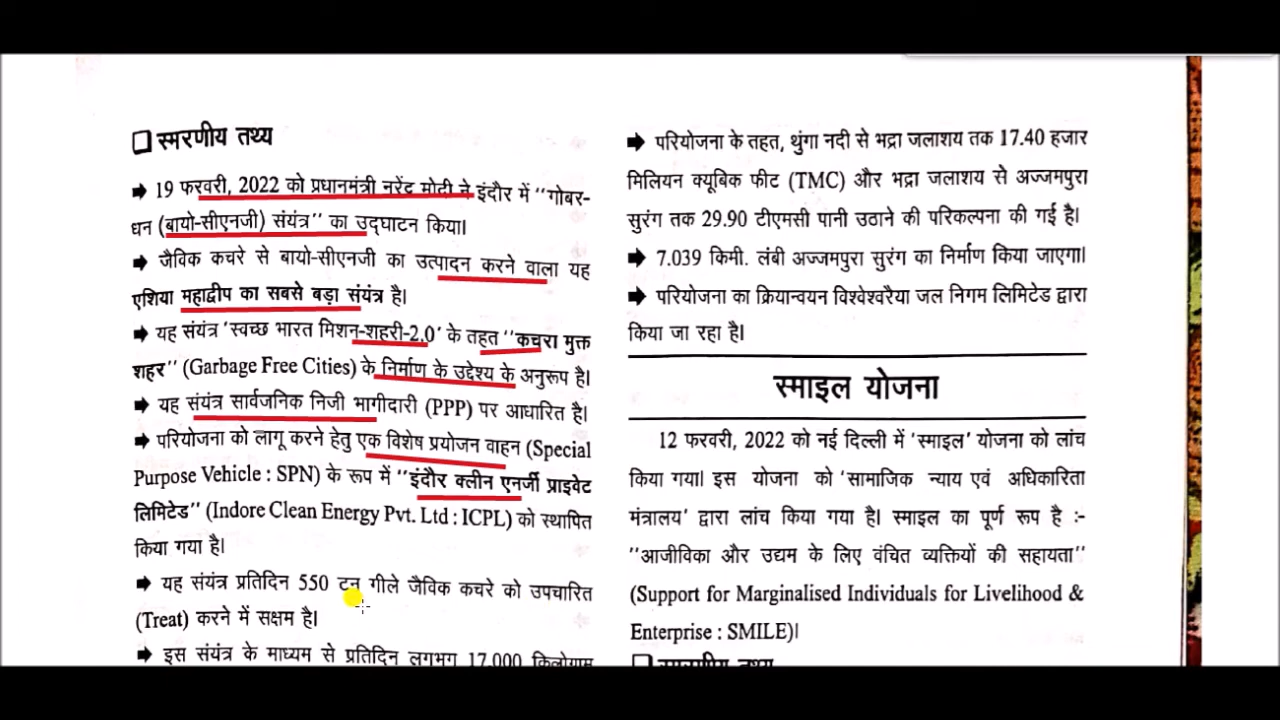 ❑ स्मरणीय तथ्य
➡ 19 फरवरी, 2022 को प्रधानमंत्री नरेंद्र मोदी ने इंदौर में "गोबर-
धन (बायो-सीएनजी) संयंत्र" का उद्घाटन किया।
➡ जैविक कचरे से बायो-सीएनजी का उत्पादन करने वाला यह
एशिया महाद्वीप का सबसे बड़ा संयंत्र है।
➡ यह संयंत्र 'स्वच्छ भारत मिशन-शहरी-2.0' के तहत "कचरा मुक्त
शहर" (Garbage Free Cities) के निर्माण के उद्देश्य के अनुरूप है।
➡ यह संयंत्र सार्वजनिक निजी भागीदारी (PPP) पर आधारित है।
➡ परियोजना को लागू करने हेतु एक विशेष प्रयोजन वाहन (Special
Purpose Vehicle : SPN) के रूप में "इंदौर क्लीन एनर्जी प्राइवेट
लिमिटेड" (Indore Clean Energy Pvt. Ltd : ICPL) को स्थापित
किया गया है।
➡ यह संयंत्र प्रतिदिन 550 टन गीले जैविक कचरे को उपचारित
(Treat) करने में सक्षम है।
➡ इस संयंत्र के माध्यम से प्रतिदिन लगभग 17,000 किलोग्राम
➡ परियोजना के तहत, थुंगा नदी से भद्रा जलाशय तक 17.40 हजार
मिलियन क्यूबिक फीट (TMC) और भद्रा जलाशय से अज्जमपुरा
सुरंग तक 29.90 टीएमसी पानी उठाने की परिकल्पना की गई है।
➡ 7.039 किमी. लंबी अज्जमपुरा सुरंग का निर्माण किया जाएगा।
➡ परियोजना का क्रियान्वयन विश्वेश्वरैया जल निगम लिमिटेड द्वारा
किया जा रहा है।
स्माइल योजना
12 फरवरी, 2022 को नई दिल्ली में 'स्माइल' योजना को लांच
किया गया। इस योजना को 'सामाजिक न्याय एवं अधिकारिता
मंत्रालय' द्वारा लांच किया गया है। स्माइल का पूर्ण रूप है :-
"आजीविका और उद्यम के लिए वंचित व्यक्तियों की सहायता"
(Support for Marginalised Individuals for Livelihood &
Enterprise : SMILE)।
❑ स्मरणीय तथ्य